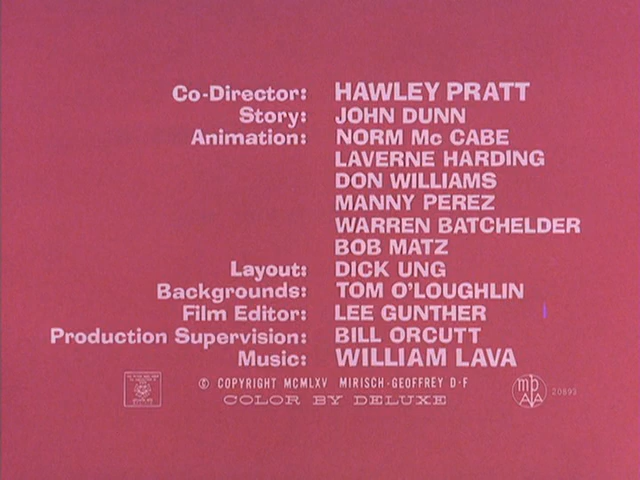 Co-Director: HAWLEY PRATT
Story: JOHN DUNN
Animation: NORM Mc CABE
LAVERNE HARDING
DON WILLIAMS
MANNY PEREZ
WARREN BATCHELDER
BOB MATZ
Layout: DICK UNG
Backgrounds: TOM O'LOUGHLIN
Film Editor: LEE GUNTHER
Production Supervision: BILL ORCUTT
Music: WILLIAM LAVA
© COPYRIGHT MCMLXV MIRISCH-GEOFFREY D-F
COLOR BY DELUXE
MPAA 20893